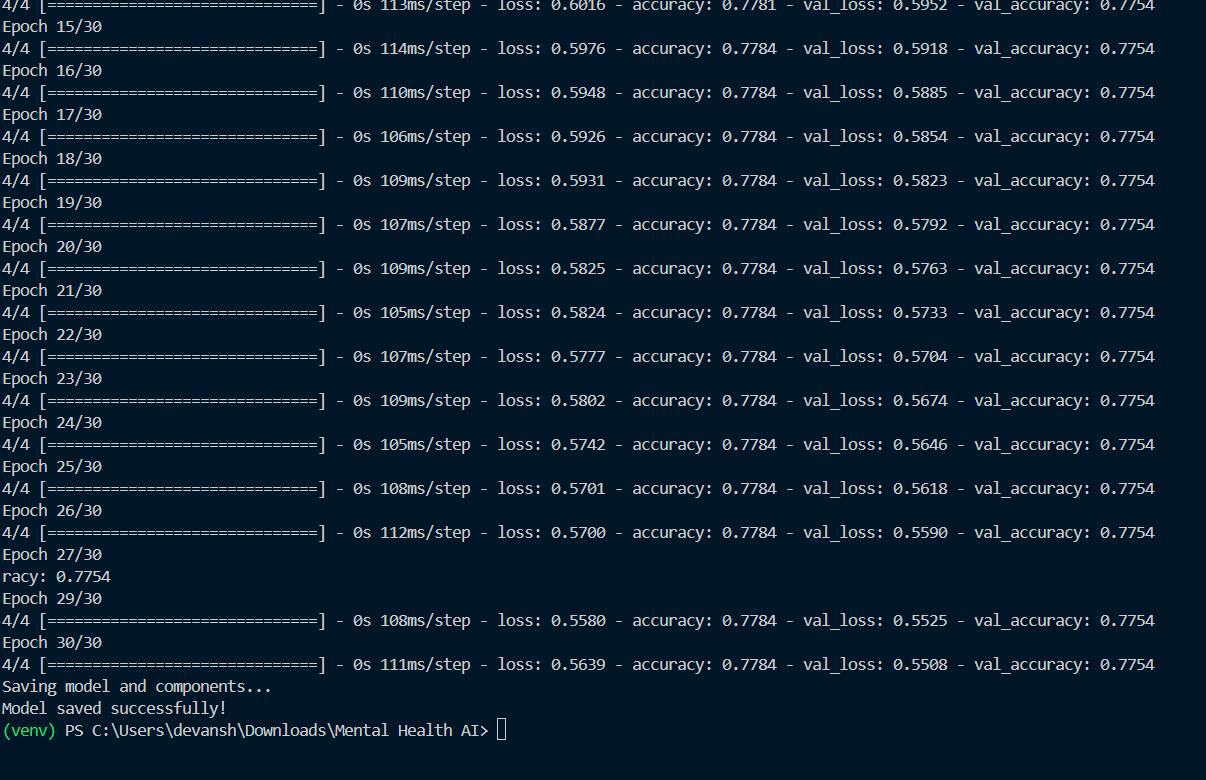 4/4 [==============================] - 0s 113ms/step - loss: 0.6016 - accuracy: 0.7781 - val_loss: 0.5952 - val_accuracy: 0.7754
Epoch 15/30
4/4 [==============================] - 0s 114ms/step - loss: 0.5976 - accuracy: 0.7784 - val_loss: 0.5918 - val_accuracy: 0.7754
Epoch 16/30
4/4 [==============================] - 0s 110ms/step - loss: 0.5948 - accuracy: 0.7784 - val_loss: 0.5885 - val_accuracy: 0.7754
Epoch 17/30
4/4 [==============================] - 0s 106ms/step - loss: 0.5926 - accuracy: 0.7784 - val_loss: 0.5854 - val_accuracy: 0.7754
Epoch 18/30
4/4 [==============================] - 0s 109ms/step - loss: 0.5931 - accuracy: 0.7784 - val_loss: 0.5823 - val_accuracy: 0.7754
Epoch 19/30
4/4 [==============================] - 0s 107ms/step - loss: 0.5877 - accuracy: 0.7784 - val_loss: 0.5792 - val_accuracy: 0.7754
Epoch 20/30
4/4 [==============================] - 0s 109ms/step - loss: 0.5825 - accuracy: 0.7784 - val_loss: 0.5763 - val_accuracy: 0.7754
Epoch 21/30
4/4 [==============================] - 0s 105ms/step - loss: 0.5824 - accuracy: 0.7784 - val_loss: 0.5733 - val_accuracy: 0.7754
Epoch 22/30
4/4 [==============================] - 0s 107ms/step - loss: 0.5777 - accuracy: 0.7784 - val_loss: 0.5704 - val_accuracy: 0.7754
Epoch 23/30
4/4 [==============================] - 0s 109ms/step - loss: 0.5802 - accuracy: 0.7784 - val_loss: 0.5674 - val_accuracy: 0.7754
Epoch 24/30
4/4 [==============================] - 0s 105ms/step - loss: 0.5742 - accuracy: 0.7784 - val_loss: 0.5646 - val_accuracy: 0.7754
Epoch 25/30
4/4 [==============================] - 0s 108ms/step - loss: 0.5701 - accuracy: 0.7784 - val_loss: 0.5618 - val_accuracy: 0.7754
Epoch 26/30
4/4 [==============================] - 0s 112ms/step - loss: 0.5700 - accuracy: 0.7784 - val_loss: 0.5590 - val_accuracy: 0.7754
Epoch 27/30
racy: 0.7754
Epoch 29/30
4/4 [==============================] - 0s 108ms/step - loss: 0.5580 - accuracy: 0.7784 - val_loss: 0.5525 - val_accuracy: 0.7754
Epoch 30/30
4/4 [==============================] - 0s 111ms/step - loss: 0.5639 - accuracy: 0.7784 - val_loss: 0.5508 - val_accuracy: 0.7754
Saving model and components...
Model saved successfully!
(venv) PS C:\Users\devansh\Downloads\Mental Health AI>